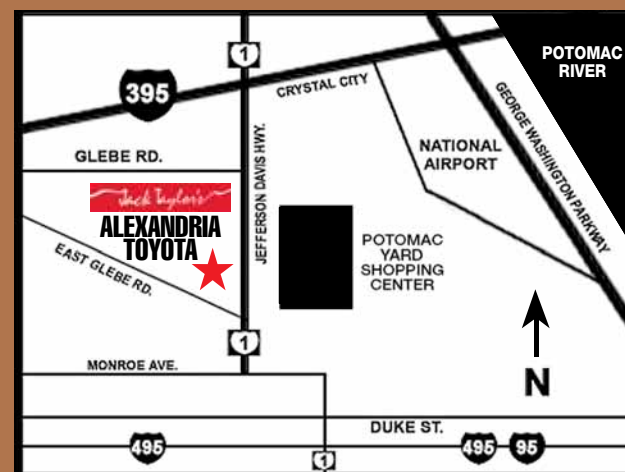 POTOMAC
RIVER
1
395
CRYSTAL CITY
GEORGE WASHINGTON PARKWAY
GLEBE RD.
JEFFERSON DAVIS HWY.
NATIONAL
AIRPORT
Jack Taylor's
ALEXANDRIA
TOYOTA
EAST GLEBE RD.
POTOMAC
YARD
SHOPPING
CENTER
1
MONROE AVE.
N
DUKE ST.
495
1
495
95